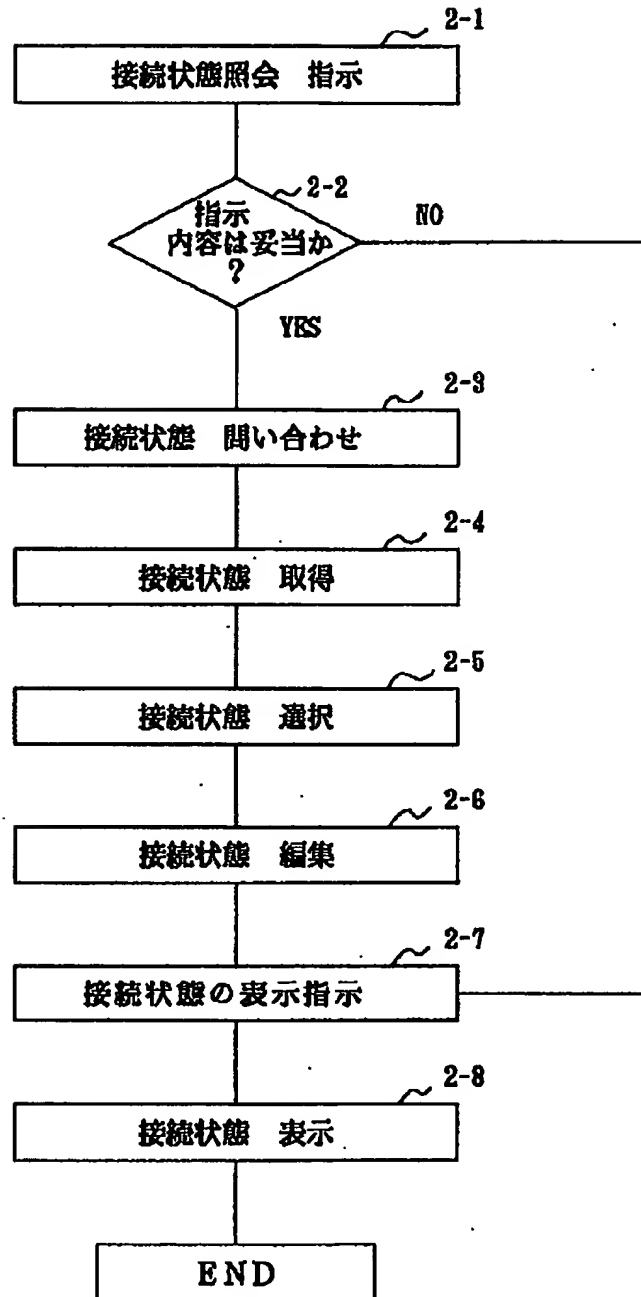 2-1
接続状態照会 指示
2-2
指示
内容は妥当か
?
NO
YES
2-3
接続状態 問い合わせ
2-4
接続状態 取得
2-5
接続状態 選択
2-6
接続状態 編集
2-7
接続状態の表示指示
2-8
接続状態 表示
END